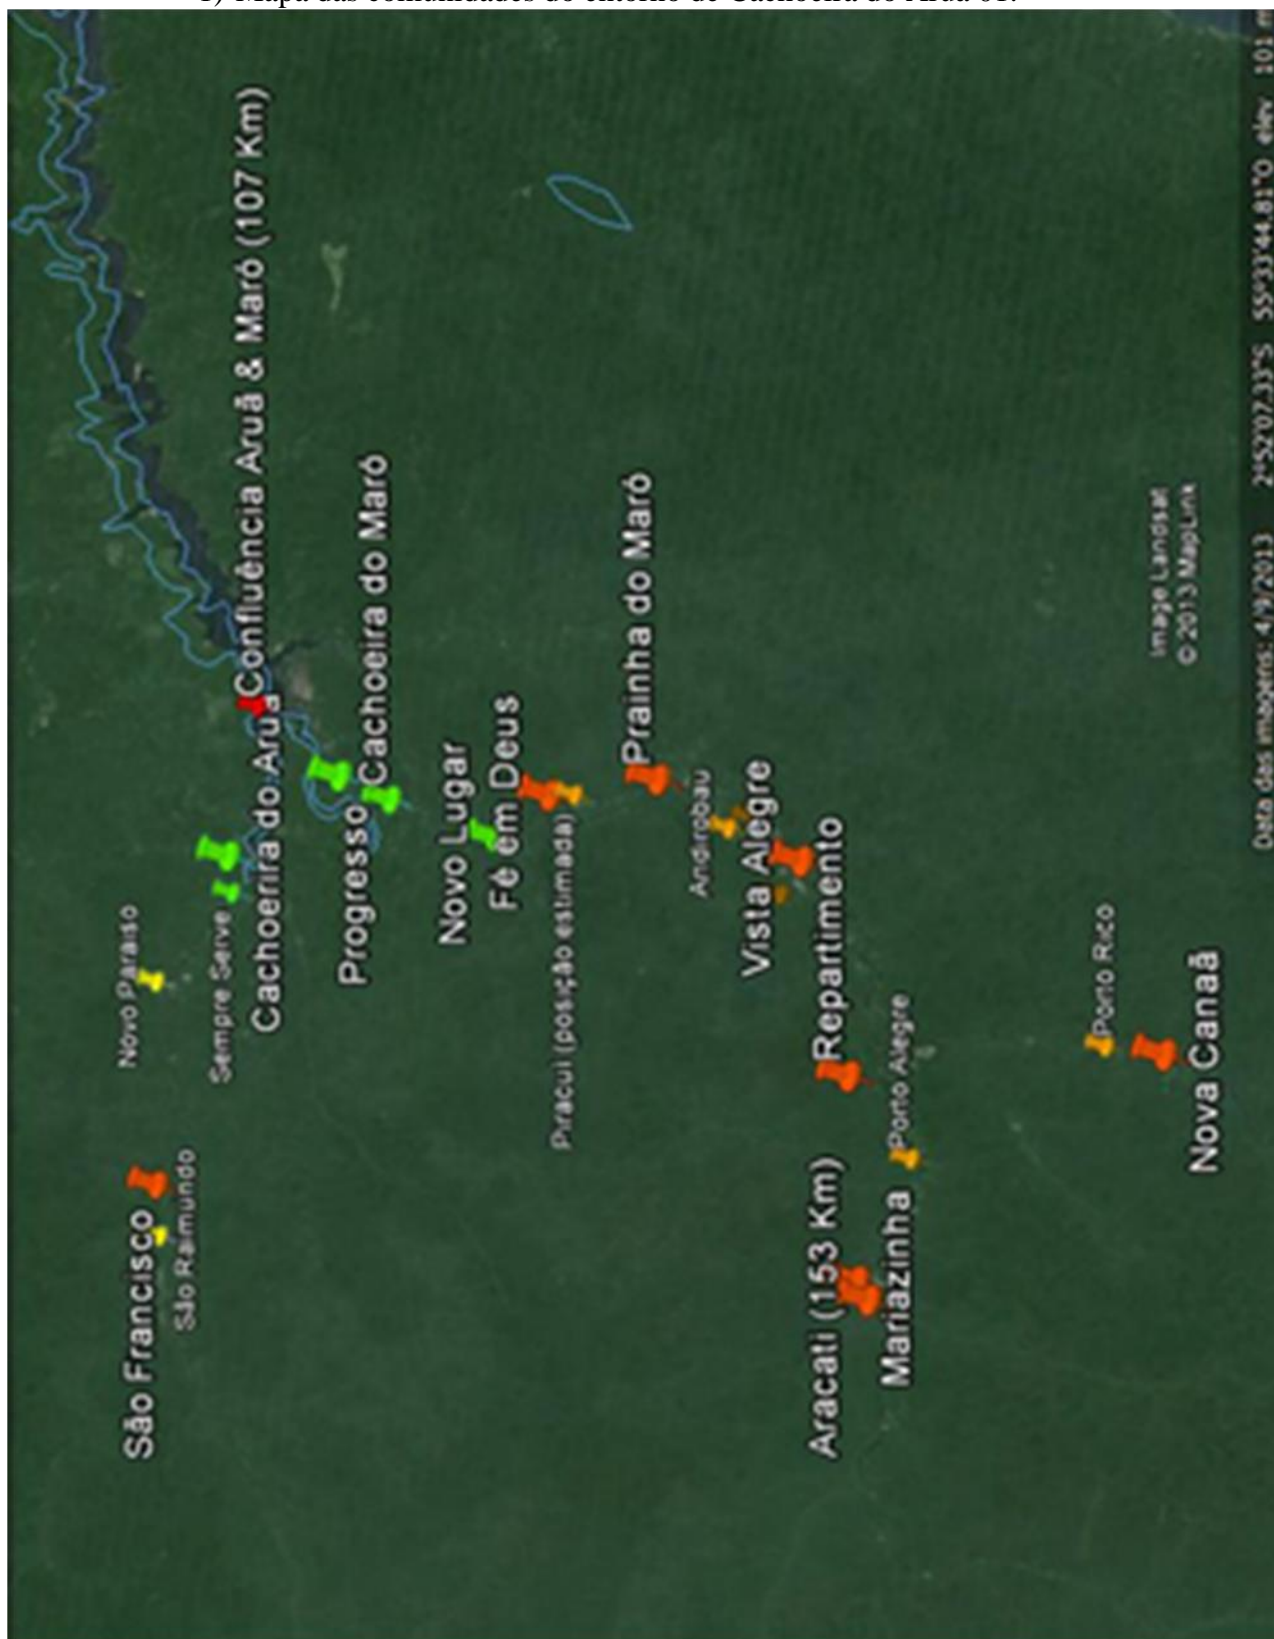 1) Mapa das comunidades do entorno de Cachoeira do Aruã 01.
Novo Paraíso
São Francisco
São Raimundo
Sempre Serve
Confluência Aruã & Maró (107 Km)
Cachoerira do Aruã
Progresso
Cachoeira do Maró
Novo Lugar
Fé em Deus
Piracuí (posição estimada)
Prainha do Maró
Andirobau
Vista Alegre
Aracati (153 Km)
Repartimento
Mariazinha
Porto Alegre
Porto Rico
Image Landsat
© 2013 MapLink
Nova Canaã
Data das imagens: 4/9/2013 2°52'07.33"S 55°33'44.81"O elev 101 m